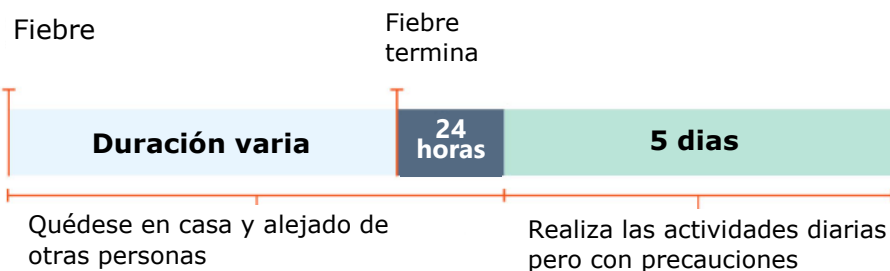 Fiebre
Fiebre
termina
Duración varia
24
horas
5 dias
Quédese en casa y alejado de
otras personas
Realiza las actividades diarias
pero con precauciones